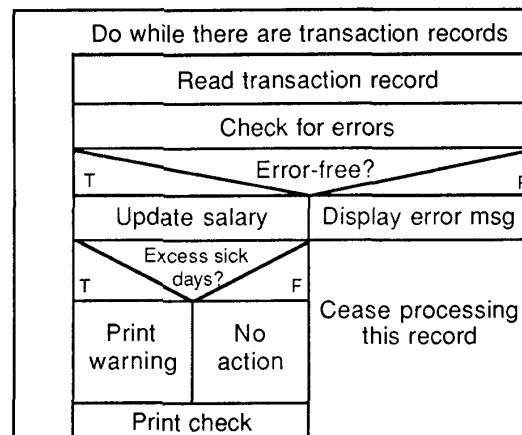 Do while there are transaction records
Read transaction record
Check for errors
Error-free?
T
F
Update salary
Display error msg
Excess sick
days?
T
F
Print
warning
No
action
Cease processing
this record
Print check